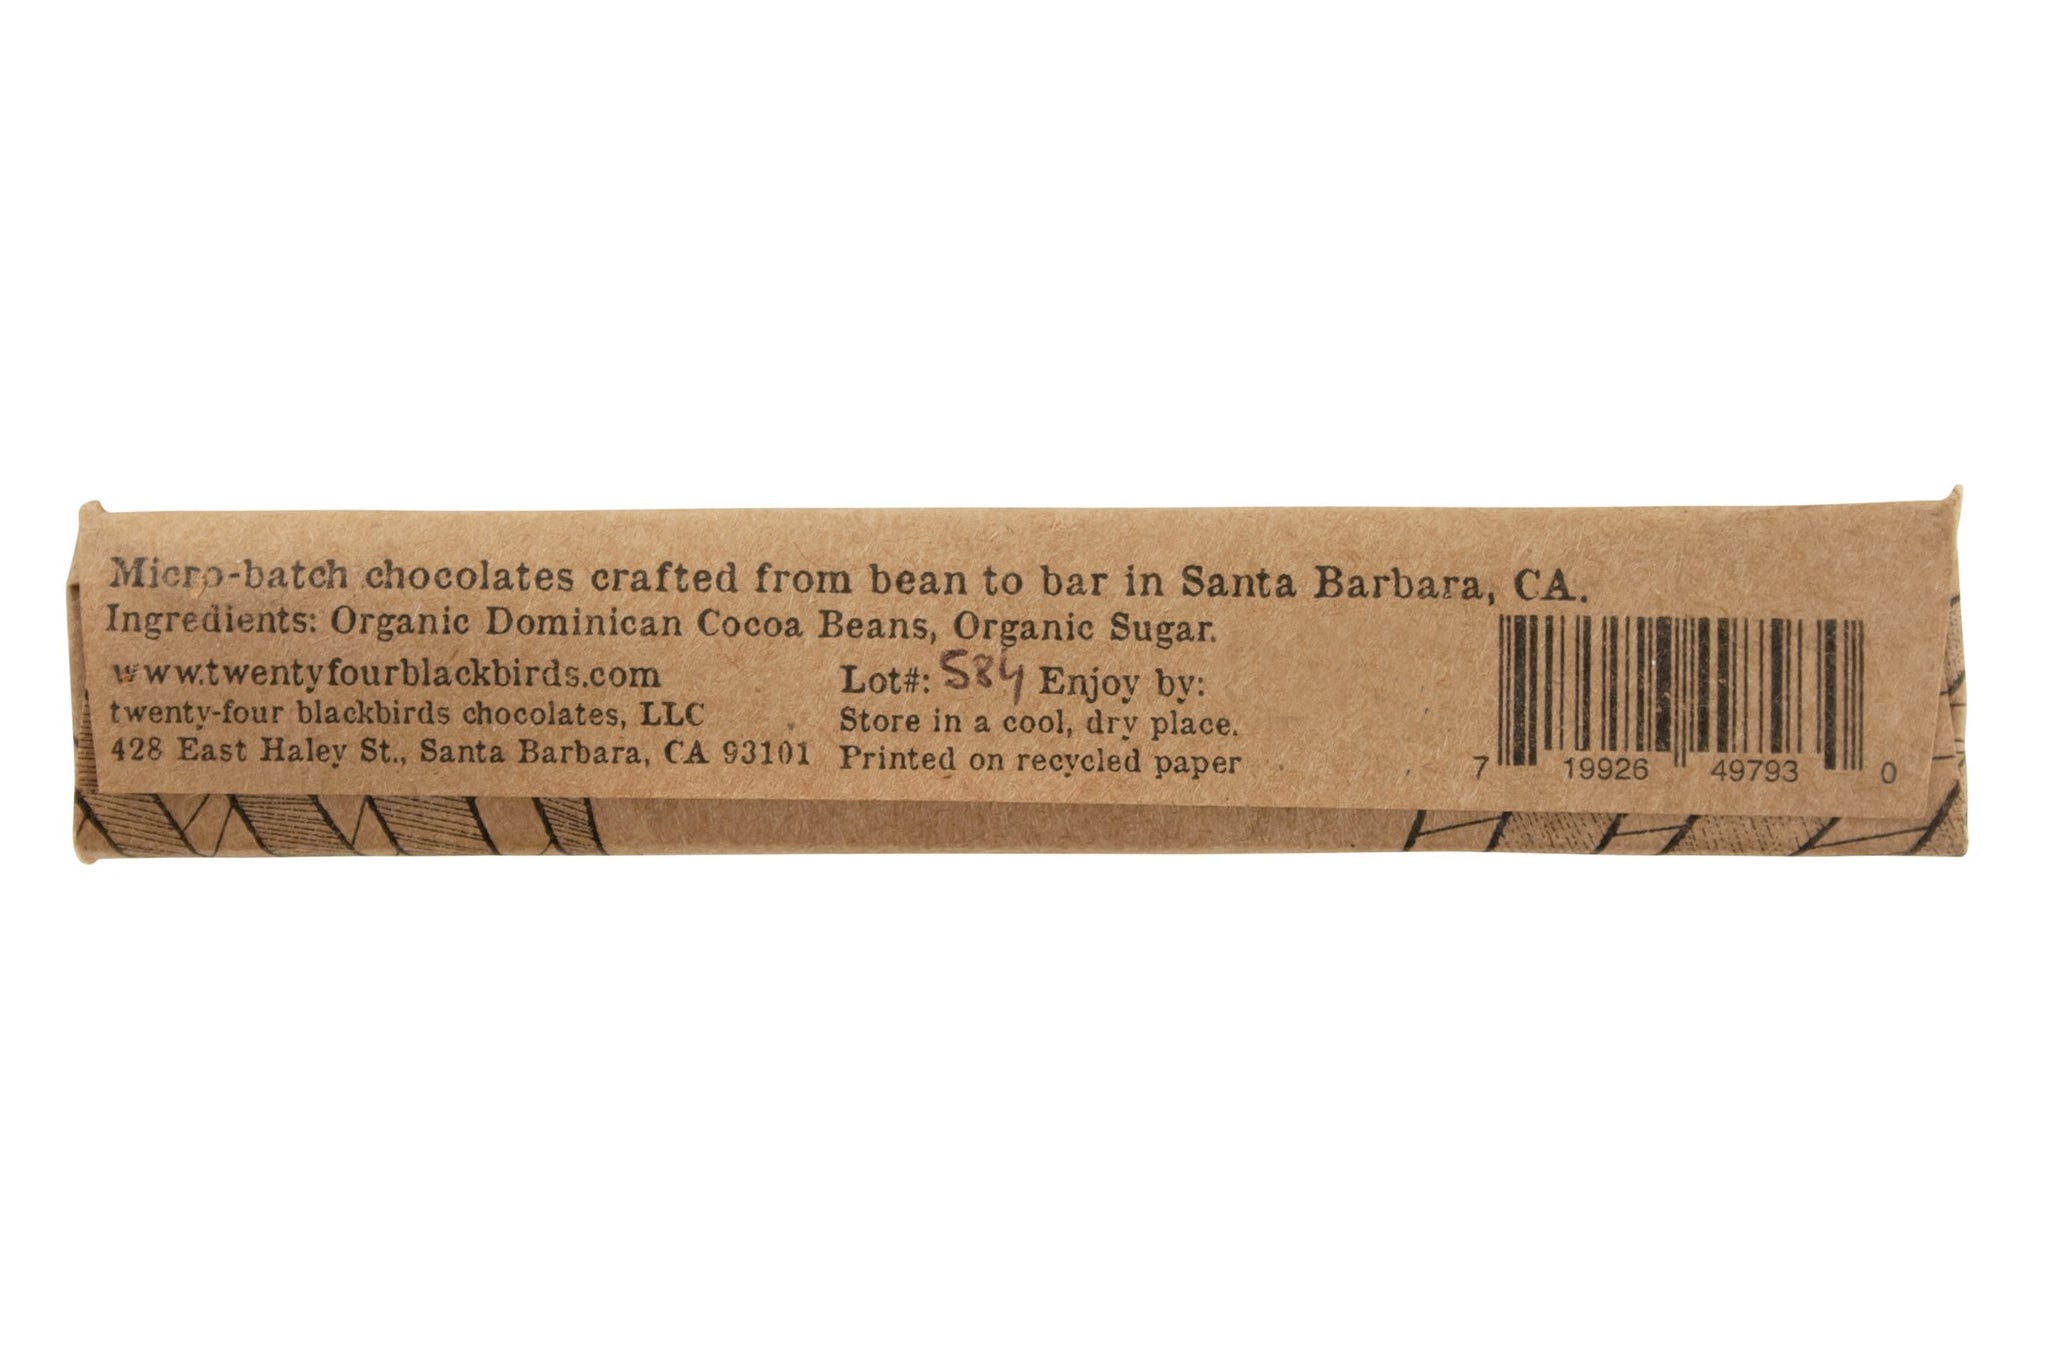 Micro-batch chocolates crafted from bean to bar in Santa Barbara, CA.
Ingredients: Organic Dominican Cocoa Beans, Organic Sugar.
www.twentyfourblackbirds.com
twenty-four blackbirds chocolates, LLC
428 East Haley St., Santa Barbara, CA 93101
Lot#: 584 Enjoy by:
Store in a cool, dry place.
Printed on recycled paper
7 19926 49793 0